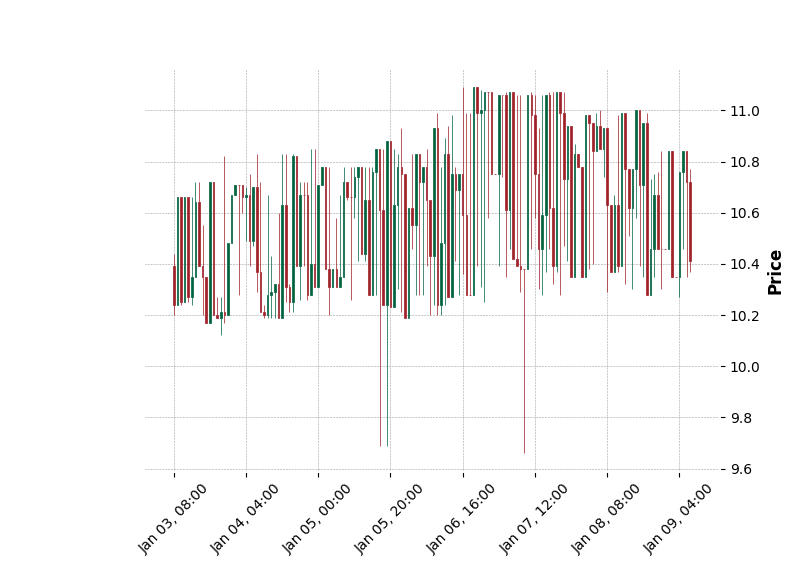 11.0
10.8
10.6
10.4
10.2
10.0
9.8
9.6
Price
Jan 03, 08:00
Jan 04, 04:00
Jan 05, 00:00
Jan 05, 20:00
Jan 06, 16:00
Jan 07, 12:00
Jan 08, 08:00
Jan 09, 04:00